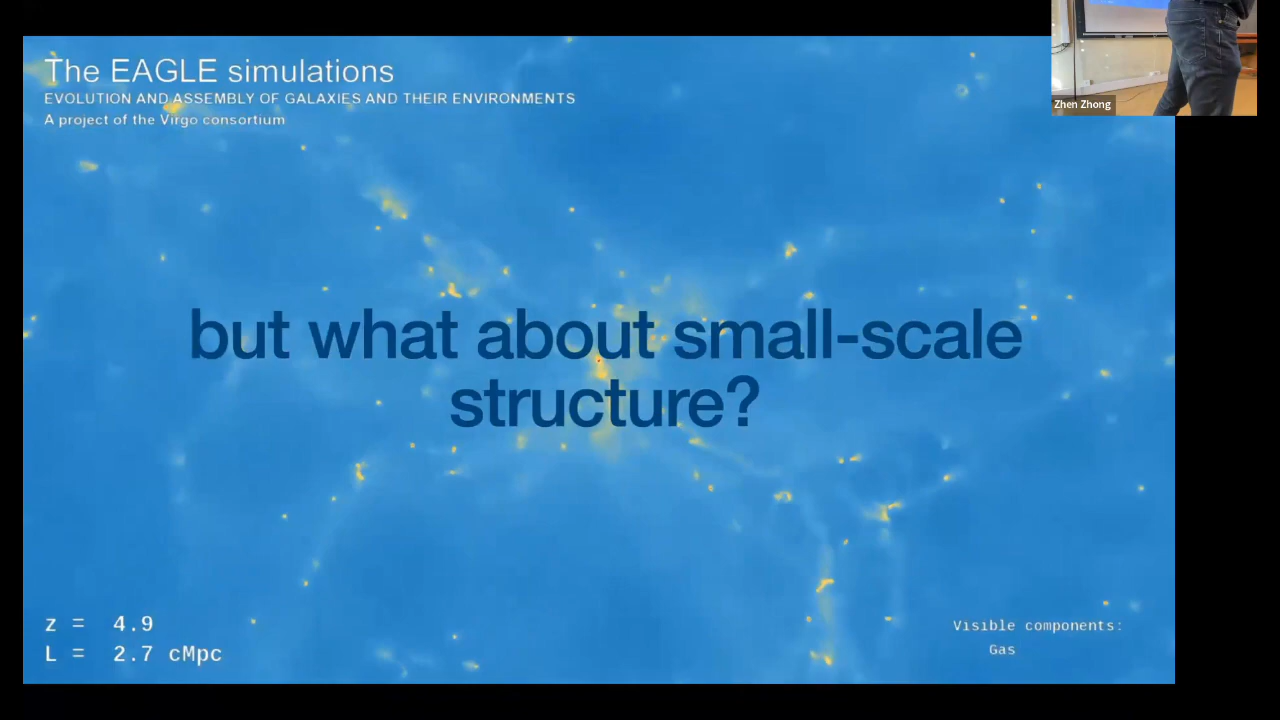 The EAGLE simulations
EVOLUTION AND ASSEMBLY OF GALAXIES AND THEIR ENVIRONMENTS
A project of the Virgo consortium
Zhen Zhong
but what about small-scale
structure?
z = 4.9
L = 2.7 cMpc
Visible components:
Gas